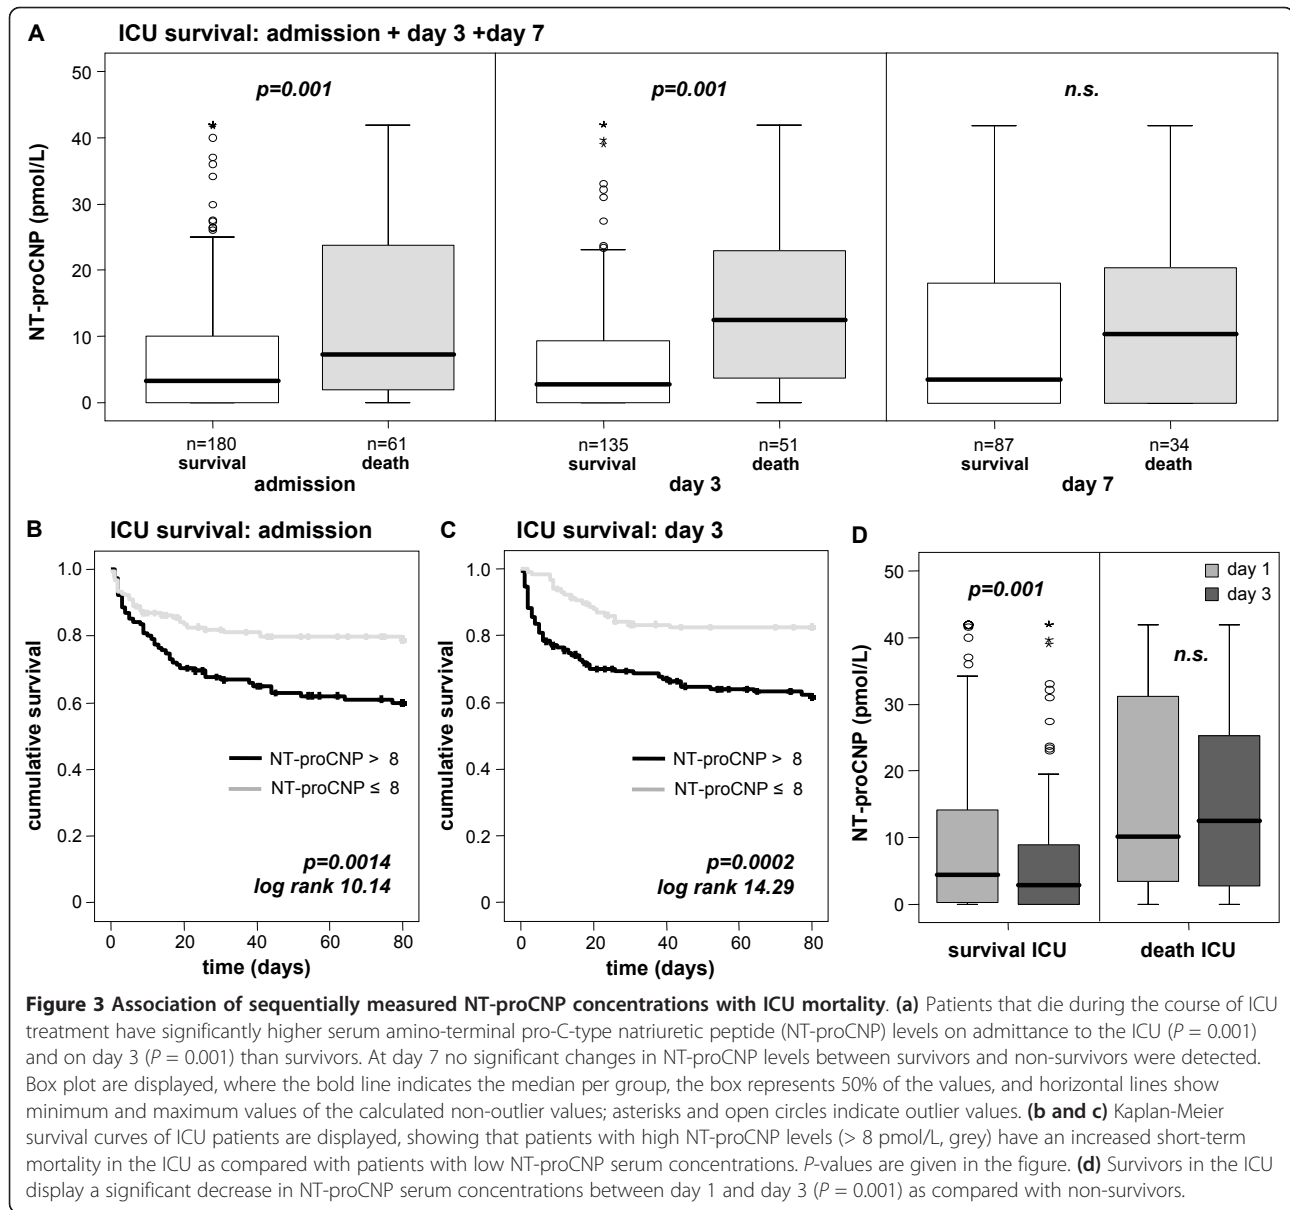 A ICU survival: admission + day 3 +day 7
NT-proCNP (pmol/L)
50
40
30
20
10
0
p=0.001
p=0.001
n.s.
n=180
survival
n=61
death
admission
n=135
survival
n=51
death
day 3
n=87
survival
n=34
death
day 7
B ICU survival: admission
cumulative survival
1.0
0.8
0.6
0.4
0.2
0
NT-proCNP > 8
NT-proCNP ≤ 8
p=0.0014
log rank 10.14
0 20 40 60 80
time (days)
C ICU survival: day 3
cumulative survival
1.0
0.8
0.6
0.4
0.2
0
NT-proCNP > 8
NT-proCNP ≤ 8
p=0.0002
log rank 14.29
0 20 40 60 80
time (days)
D
NT-proCNP (pmol/L)
50
40
30
20
10
0
day 1
day 3
p=0.001
n.s.
survival ICU
death ICU
Figure 3 Association of sequentially measured NT-proCNP concentrations with ICU mortality. (a) Patients that die during the course of ICU
treatment have significantly higher serum amino-terminal pro-C-type natriuretic peptide (NT-proCNP) levels on admittance to the ICU (P = 0.001)
and on day 3 (P = 0.001) than survivors. At day 7 no significant changes in NT-proCNP levels between survivors and non-survivors were detected.
Box plot are displayed, where the bold line indicates the median per group, the box represents 50% of the values, and horizontal lines show
minimum and maximum values of the calculated non-outlier values; asterisks and open circles indicate outlier values. (b and c) Kaplan-Meier
survival curves of ICU patients are displayed, showing that patients with high NT-proCNP levels (> 8 pmol/L, grey) have an increased short-term
mortality in the ICU as compared with patients with low NT-proCNP serum concentrations. P-values are given in the figure. (d) Survivors in the ICU
display a significant decrease in NT-proCNP serum concentrations between day 1 and day 3 (P = 0.001) as compared with non-survivors.